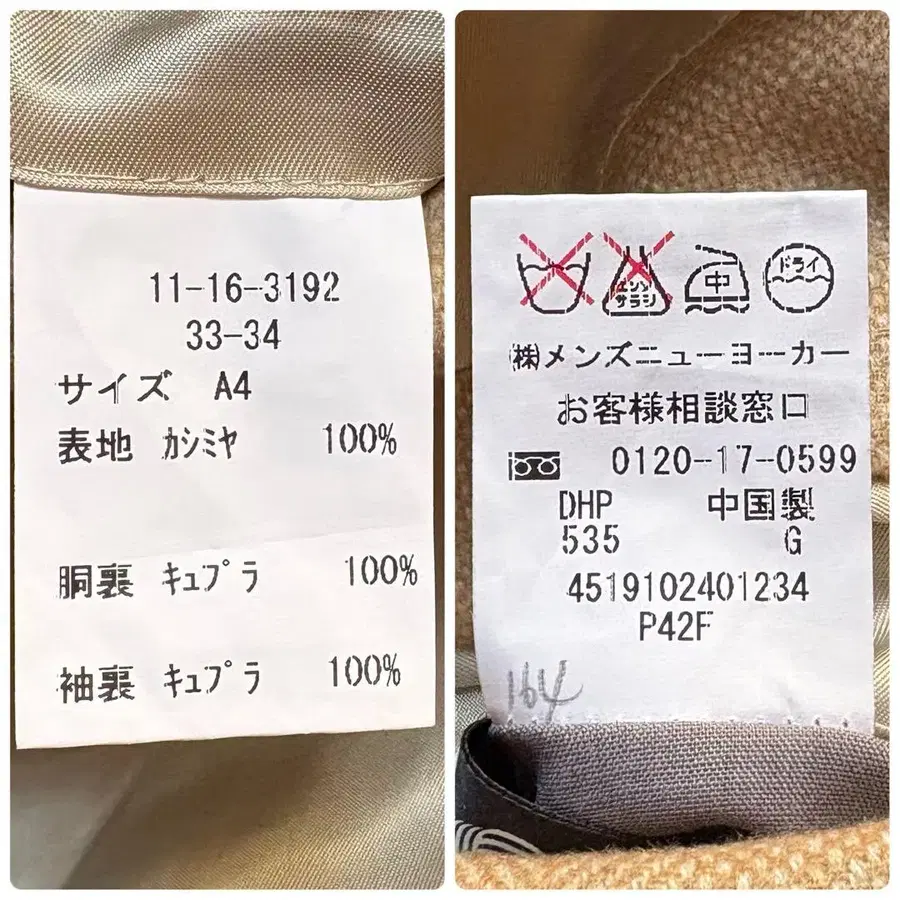 11-16-3192
33-34
サイズ A4
表地 カシミヤ 100%
胴裏 キュプラ 100%
袖裏 キュプラ 100%
エンソ サラシ
中
ドライ
㈱メンズニューヨーカー
お客様相談窓口
0120-17-0599
DHP 中国製
535 G
4519102401234
P42F
164